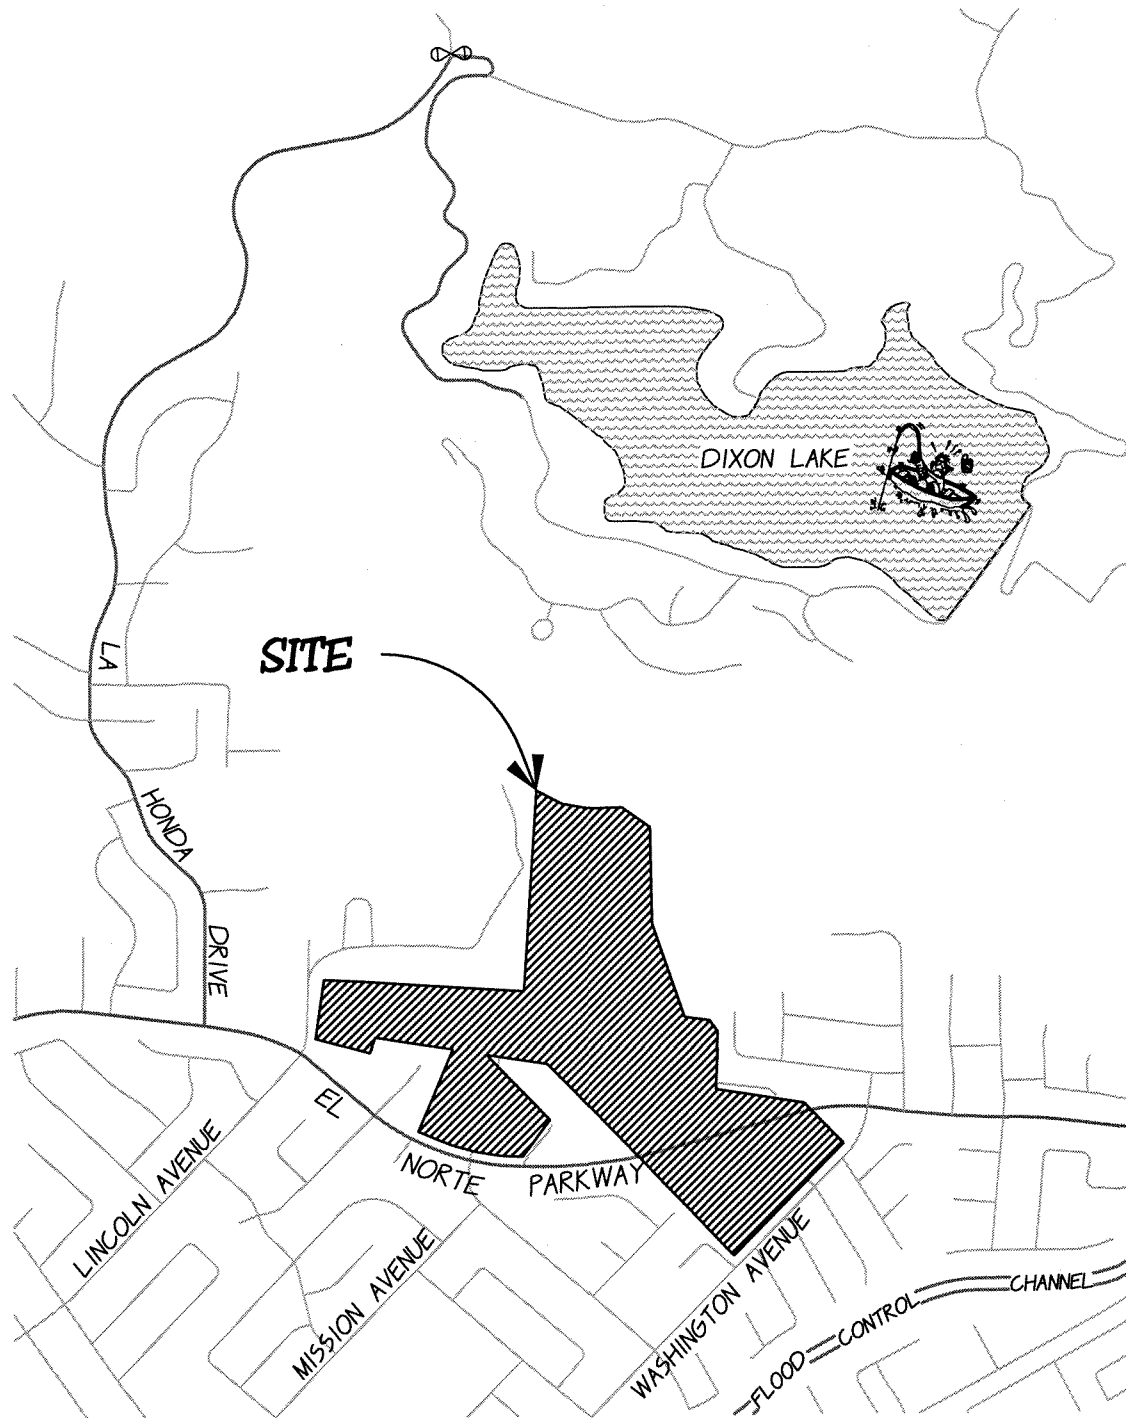 DIXON LAKE
SITE
LA
HONDA
DRIVE
EL
NORTE
PARKWAY
LINCOLN AVENUE
MISSION AVENUE
WASHINGTON AVENUE
FLOOD CONTROL CHANNEL